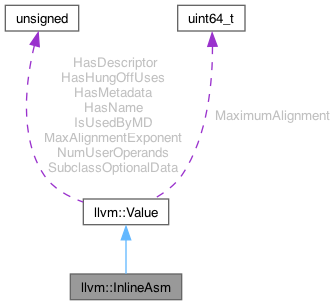 unsigned
uint64_t
HasDescriptor
HasHungOffUses
HasMetadata
HasName
IsUsedByMD
MaxAlignmentExponent
NumUserOperands
SubclassOptionalData
MaximumAlignment
llvm::Value
llvm::InlineAsm